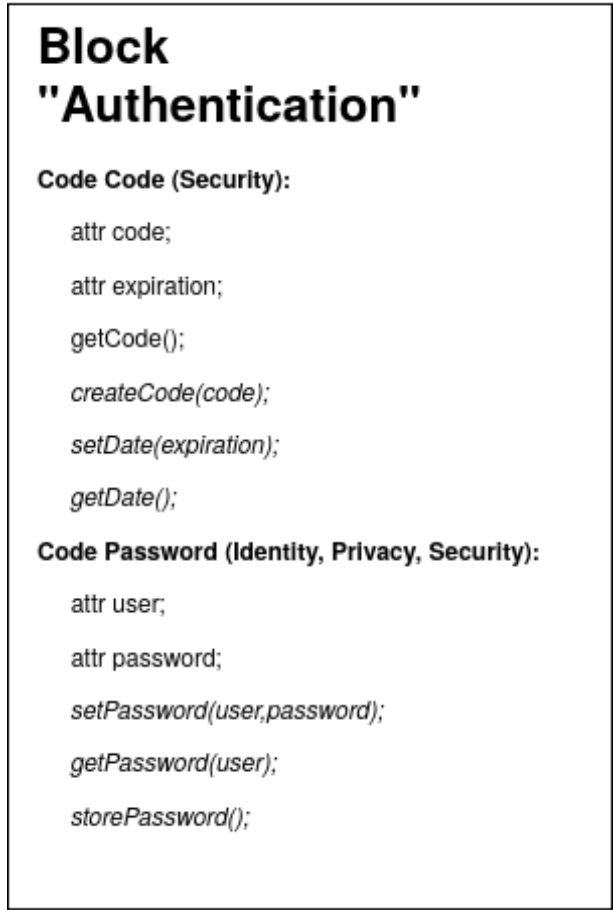 Block
"Authentication"
Code Code (Security):
attr code;
attr expiration;
getCode();
createCode(code);
setDate(expiration);
getDate();
Code Password (Identity, Privacy, Security):
attr user;
attr password;
setPassword(user,password);
getPassword(user);
storePassword();